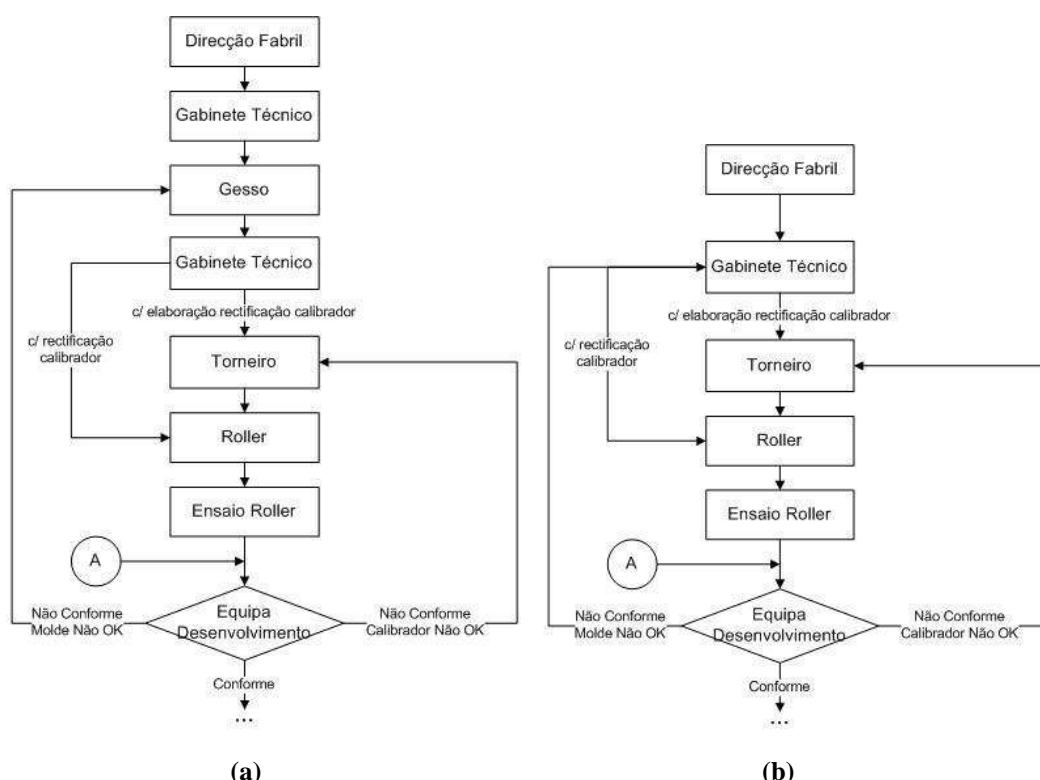 Direcção Fabril
Gabinete Técnico
Gesso
Gabinete Técnico
c/ elaboração rectificação calibrador
c/ rectificação
calibrador
Torneiro
Roller
Ensaio Roller
A
Não Conforme
Molde Não OK
Equipa
Desenvolvimento
Não Conforme
Calibrador Não OK
Conforme
...
(a)
Direcção Fabril
Gabinete Técnico
c/ elaboração rectificação calibrador
c/ rectificação
calibrador
Torneiro
Roller
Ensaio Roller
A
Não Conforme
Molde Não OK
Equipa
Desenvolvimento
Não Conforme
Calibrador Não OK
Conforme
...
(b)